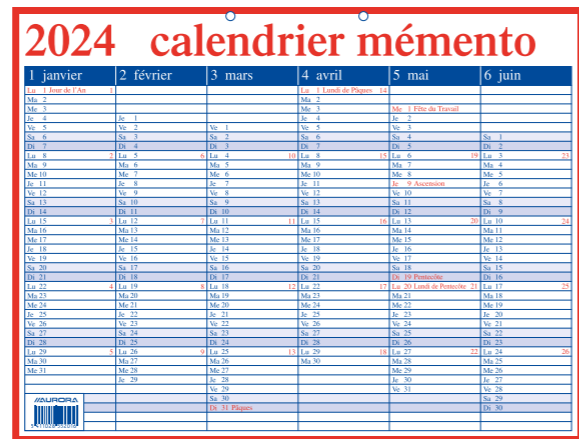 2024 calendrier mémento
1 janvier
Lu 1 Jour de l'An 1
Ma 2
Me 3
Je 4
Ve 5
Sa 6
Di 7
Lu 8 2
Ma 9
Me 10
Je 11
Ve 12
Sa 13
Di 14
Lu 15 3
Ma 16
Me 17
Je 18
Ve 19
Sa 20
Di 21
Lu 22 4
Ma 23
Me 24
Je 25
Ve 26
Sa 27
Di 28
Lu 29 5
Ma 30
Me 31
AURORA
2 février
Je 1
Ve 2
Sa 3
Di 4
Lu 5 6
Ma 6
Me 7
Je 8
Ve 9
Sa 10
Di 11
Lu 12 7
Ma 13
Me 14
Je 15
Ve 16
Sa 17
Di 18
Lu 19 8
Ma 20
Me 21
Je 22
Ve 23
Sa 24
Di 25
Lu 26 9
Ma 27
Me 28
Je 29
3 mars
Ve 1
Sa 2
Di 3
Lu 4 10
Ma 5
Me 6
Je 7
Ve 8
Sa 9
Di 10
Lu 11 11
Ma 12
Me 13
Je 14
Ve 15
Sa 16
Di 17
Lu 18 12
Ma 19
Me 20
Je 21
Ve 22
Sa 23
Di 24
Lu 25 13
Ma 26
Me 27
Je 28
Ve 29
Sa 30
Di 31 Pâques
4 avril
Lu 1 Lundi de Pâques 14
Ma 2
Me 3
Je 4
Ve 5
Sa 6
Di 7
Lu 8 15
Ma 9
Me 10
Je 11
Ve 12
Sa 13
Di 14
Lu 15 16
Ma 16
Me 17
Je 18
Ve 19
Sa 20
Di 21
Lu 22 17
Ma 23
Me 24
Je 25
Ve 26
Sa 27
Di 28
Lu 29 18
Ma 30
5 mai
Me 1 Fête du Travail
Je 2
Ve 3
Sa 4
Di 5
Lu 6 19
Ma 7
Me 8
Je 9 Ascension
Ve 10
Sa 11
Di 12
Lu 13 20
Ma 14
Me 15
Je 16
Ve 17
Sa 18
Di 19 Pentecôte
Lu 20 Lundi de Pentecôte 21
Ma 21
Me 22
Je 23
Ve 24
Sa 25
Di 26
Lu 27 22
Ma 28
Me 29
Je 30
Ve 31
6 juin
Sa 1
Di 2
Lu 3 23
Ma 4
Me 5
Je 6
Ve 7
Sa 8
Di 9
Lu 10 24
Ma 11
Me 12
Je 13
Ve 14
Sa 15
Di 16
Lu 17 25
Ma 18
Me 19
Je 20
Ve 21
Sa 22
Di 23
Lu 24 26
Ma 25
Me 26
Je 27
Ve 28
Sa 29
Di 30